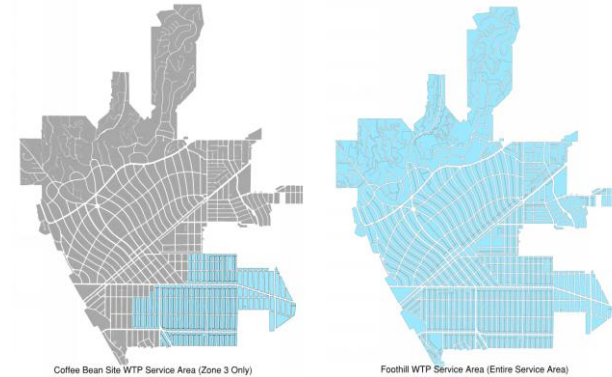 Coffee Bean Site WTP Service Area (Zone 3 Only)
Foothill WTP Service Area (Entire Service Area)